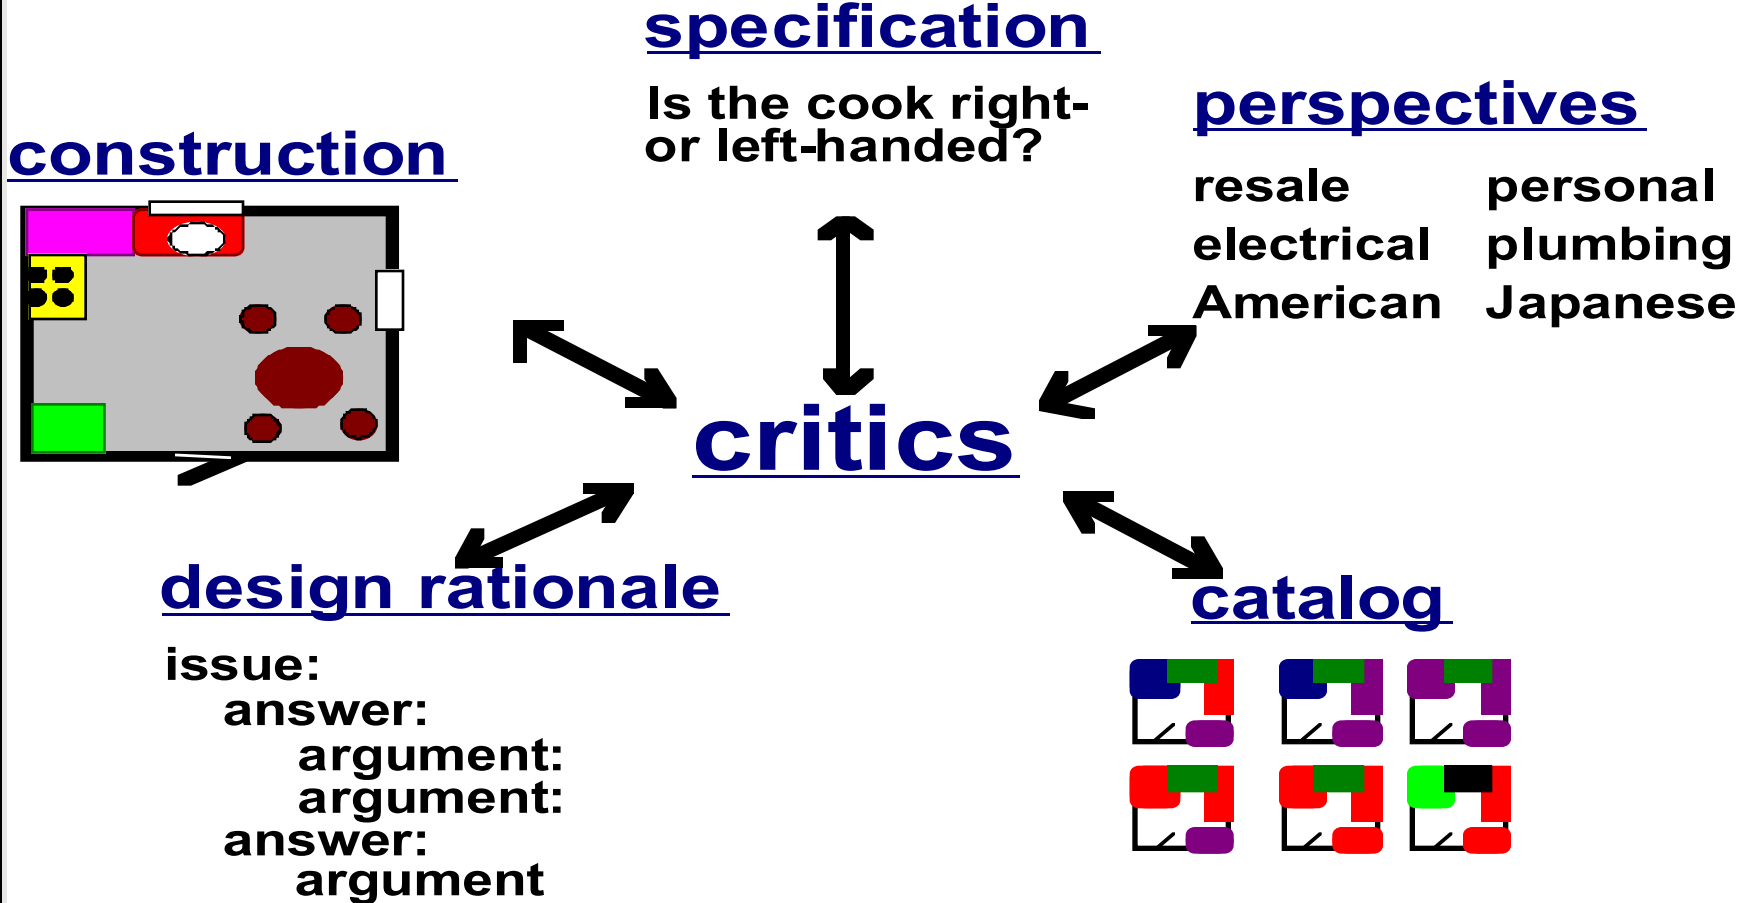 specification
Is the cook right-
or left-handed?
perspectives
resale personal
electrical plumbing
American Japanese
construction
critics
design rationale
issue:
answer:
argument:
argument:
answer:
argument
catalog